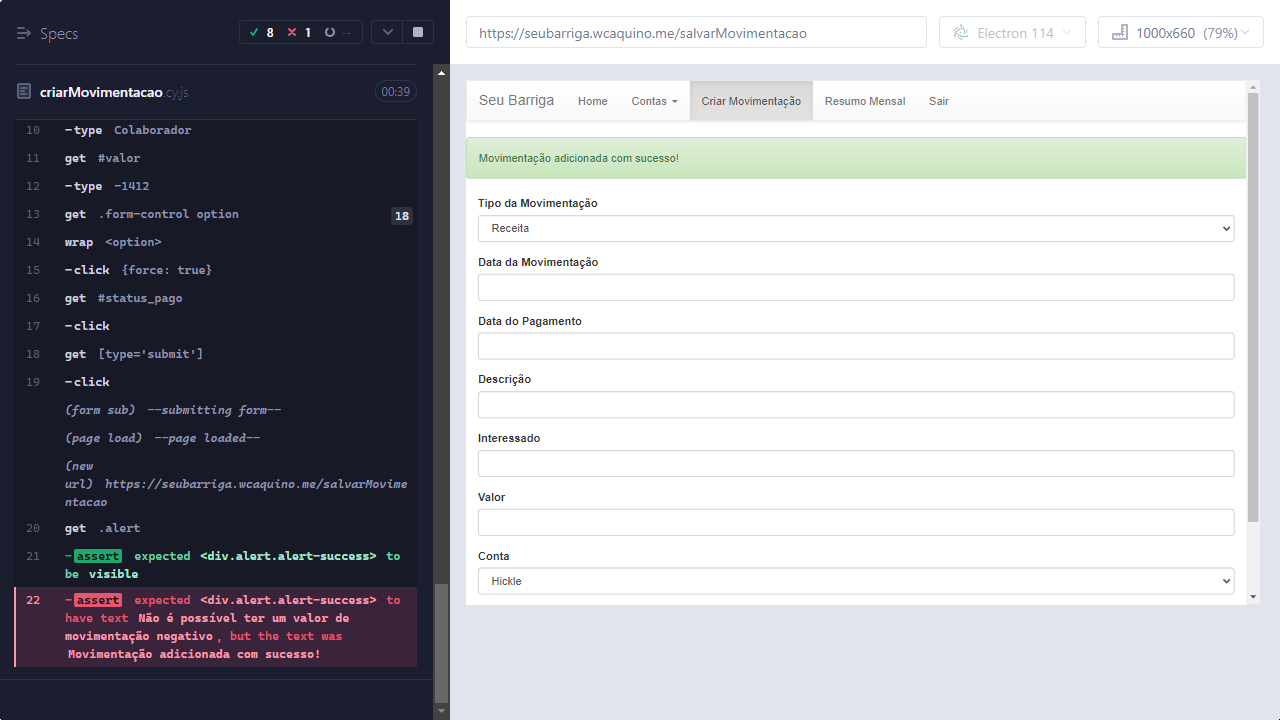 Specs
8
1
--
https://seubarriga.wcaquino.me/salvarMovimentacao
Electron 114
1000x660 (79%)
criarMovimentacao.cy.js
00:39
10 -type Colaborador
11 get #valor
12 -type -1412
13 get .form-control option 18
14 wrap <option>
15 -click {force: true}
16 get #status_pago
17 -click
18 get [type='submit']
19 -click
(form sub) --submitting form--
(page load) --page loaded--
(new
url) https://seubarriga.wcaquino.me/salvarMovime
ntacao
20 get .alert
21 -assert expected <div.alert.alert-success> to
be visible
22 -assert expected <div.alert.alert-success> to
have text Não é possível ter um valor de
movimentação negativo, but the text was
Movimentação adicionada com sucesso!
Seu Barriga
Home
Contas
Criar Movimentação
Resumo Mensal
Sair
Movimentação adicionada com sucesso!
Tipo da Movimentação
Receita
Data da Movimentação
Data do Pagamento
Descrição
Interessado
Valor
Conta
Hickle